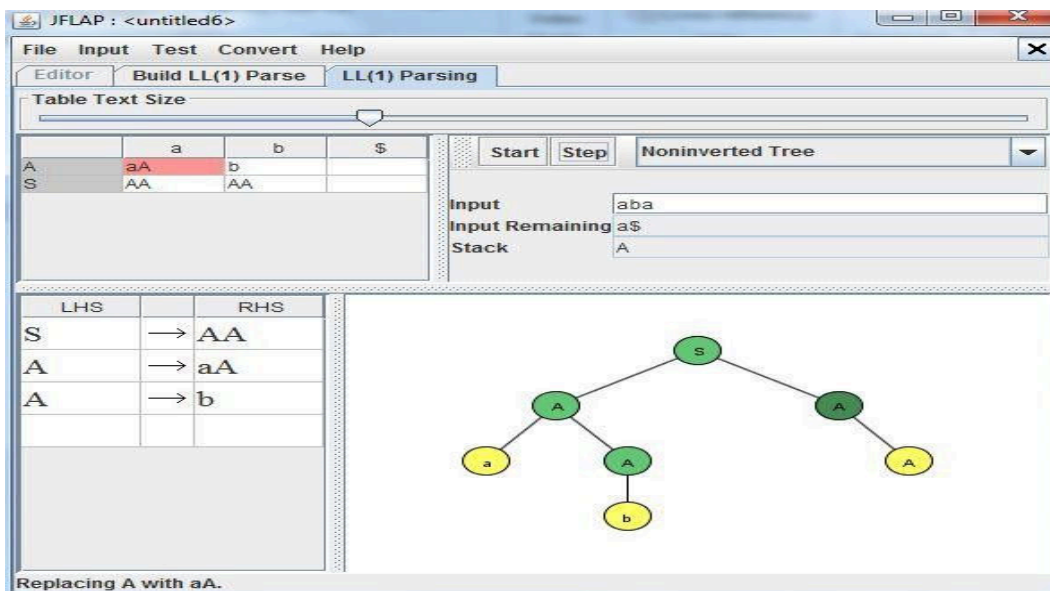 JFLAP : <untitled6>
File Input Test Convert Help
Editor Build LL(1) Parse LL(1) Parsing
Table Text Size
a b $
A aA b
S AA AA
Start Step Noninverted Tree
Input aba
Input Remaining a$
Stack A
LHS RHS
S → AA
A → aA
A → b
S
A A
a A A
b
Replacing A with aA.